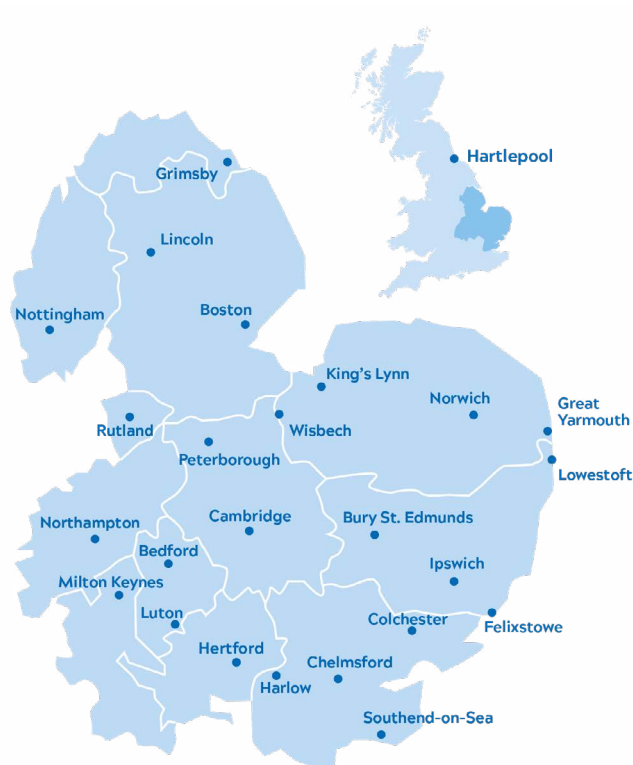 Hartlepool
Grimsby
Lincoln
Boston
Nottingham
King's Lynn
Norwich
Great
Yarmouth
Rutland
Wisbech
Peterborough
Lowestoft
Northampton
Cambridge
Bury St. Edmunds
Bedford
Ipswich
Milton Keynes
Luton
Colchester
Felixstowe
Hertford
Chelmsford
Harlow
Southend-on-Sea